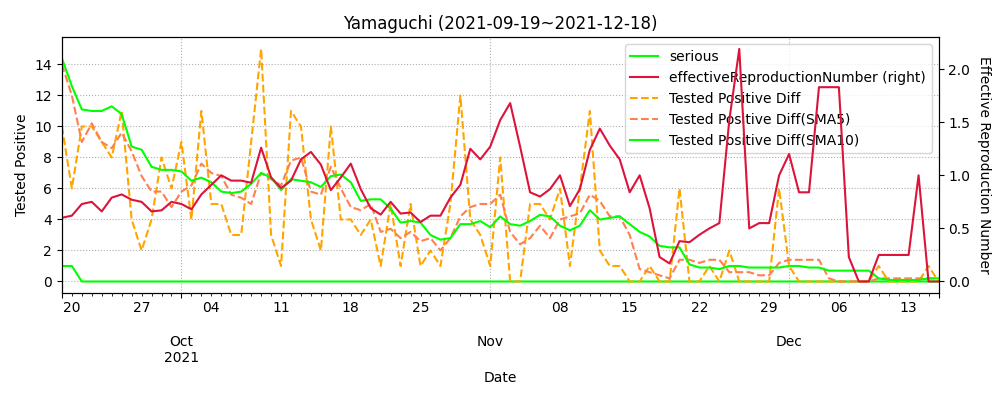 Yamaguchi (2021-09-19~2021-12-18)
serious
effectiveReproductionNumber (right)
Tested Positive Diff
Tested Positive Diff(SMA5)
Tested Positive Diff(SMA10)
Tested Positive
14
12
10
8
6
4
2
0
Effective Reproduction Number
2.0
1.5
1.0
0.5
0.0
20 27 04 11 18 25 08 15 22 29 06 13
Oct Nov Dec
2021
Date